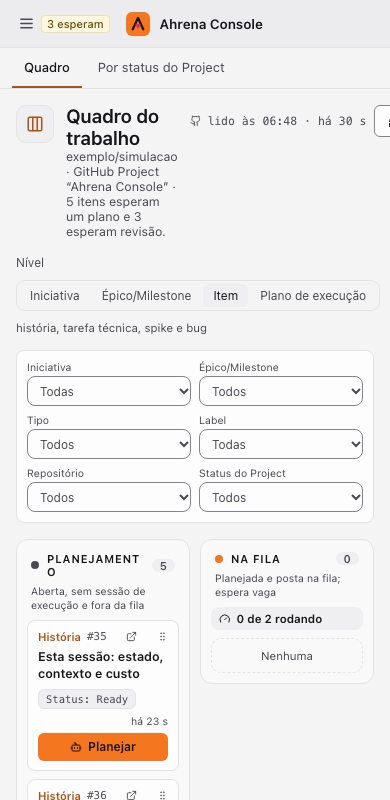 3 esperam
Ahrena Console
Quadro
Por status do Project
Quadro do
trabalho
exemplo/simulacao
· GitHub Project
“Ahrena Console” ·
5 itens esperam
um plano e 3
esperam revisão.
lido às 06:48 · há 30 s
Nível
Iniciativa
Épico/Milestone
Item
Plano de execução
história, tarefa técnica, spike e bug
Iniciativa
Épico/Milestone
Todas
Todos
Tipo
Label
Todos
Todas
Repositório
Status do Project
Todos
Todos
PLANEJAMENT
O
5
Aberta, sem sessão de
execução e fora da fila
História #35
Esta sessão: estado,
contexto e custo
Status: Ready
há 23 s
Planejar
História #36
NA FILA
0
Planejada e posta na fila;
espera vaga
0 de 2 rodando
Nenhuma